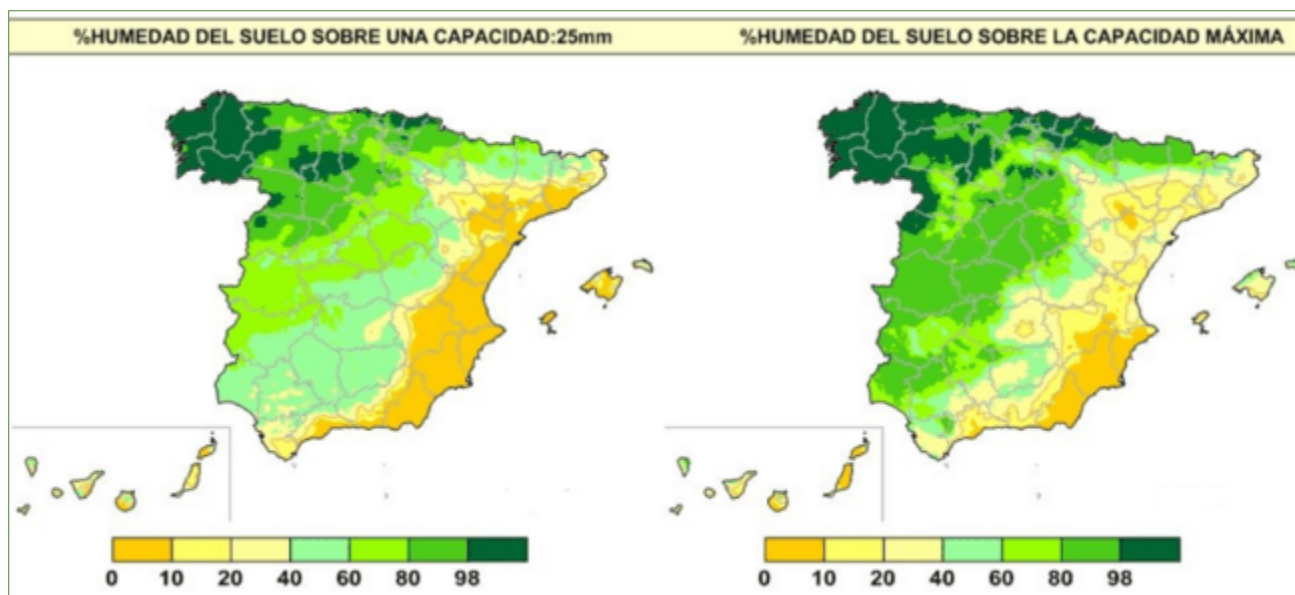 %HUMEDAD DEL SUELO SOBRE UNA CAPACIDAD:25mm
%HUMEDAD DEL SUELO SOBRE LA CAPACIDAD MÁXIMA
0 10 20 40 60 80 98
0 10 20 40 60 80 98